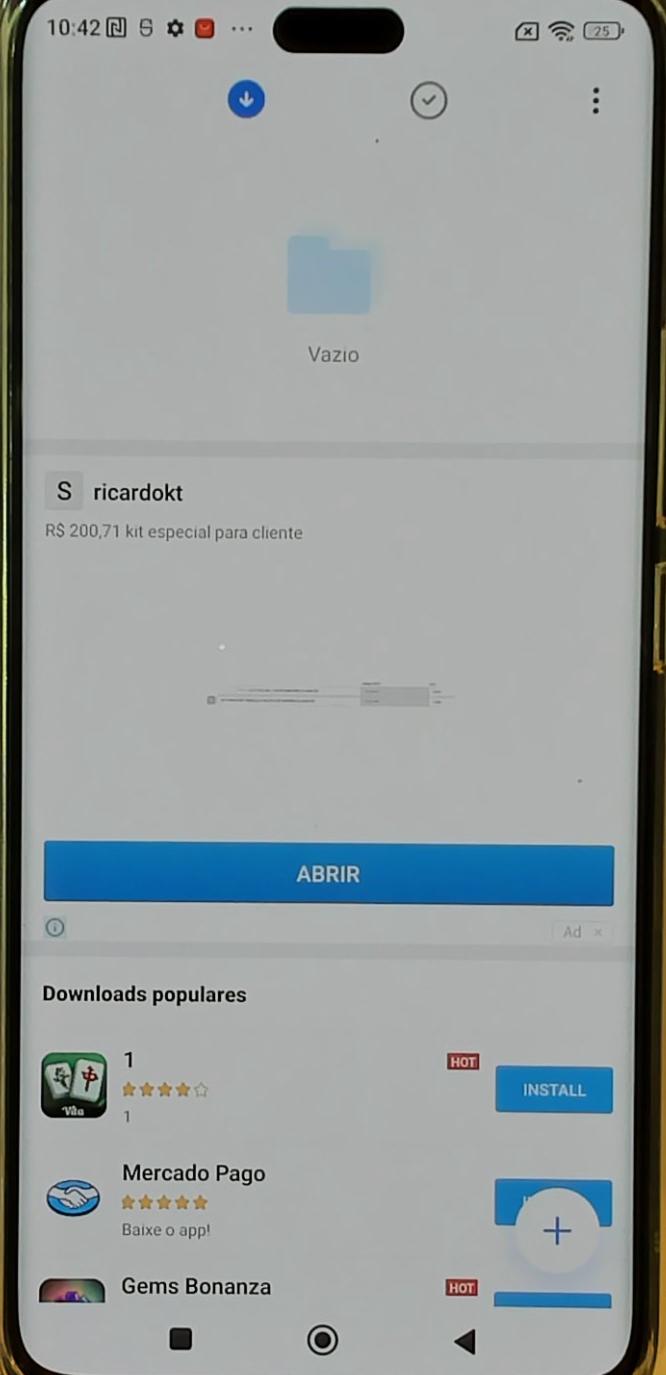 10:42
25
Vazio
S ricardokt
R$ 200,71 kit especial para cliente
ABRIR
Ad
Downloads populares
1
HOT
INSTALL
Vita
1
Mercado Pago
Baixe o app!
Gems Bonanza
HOT